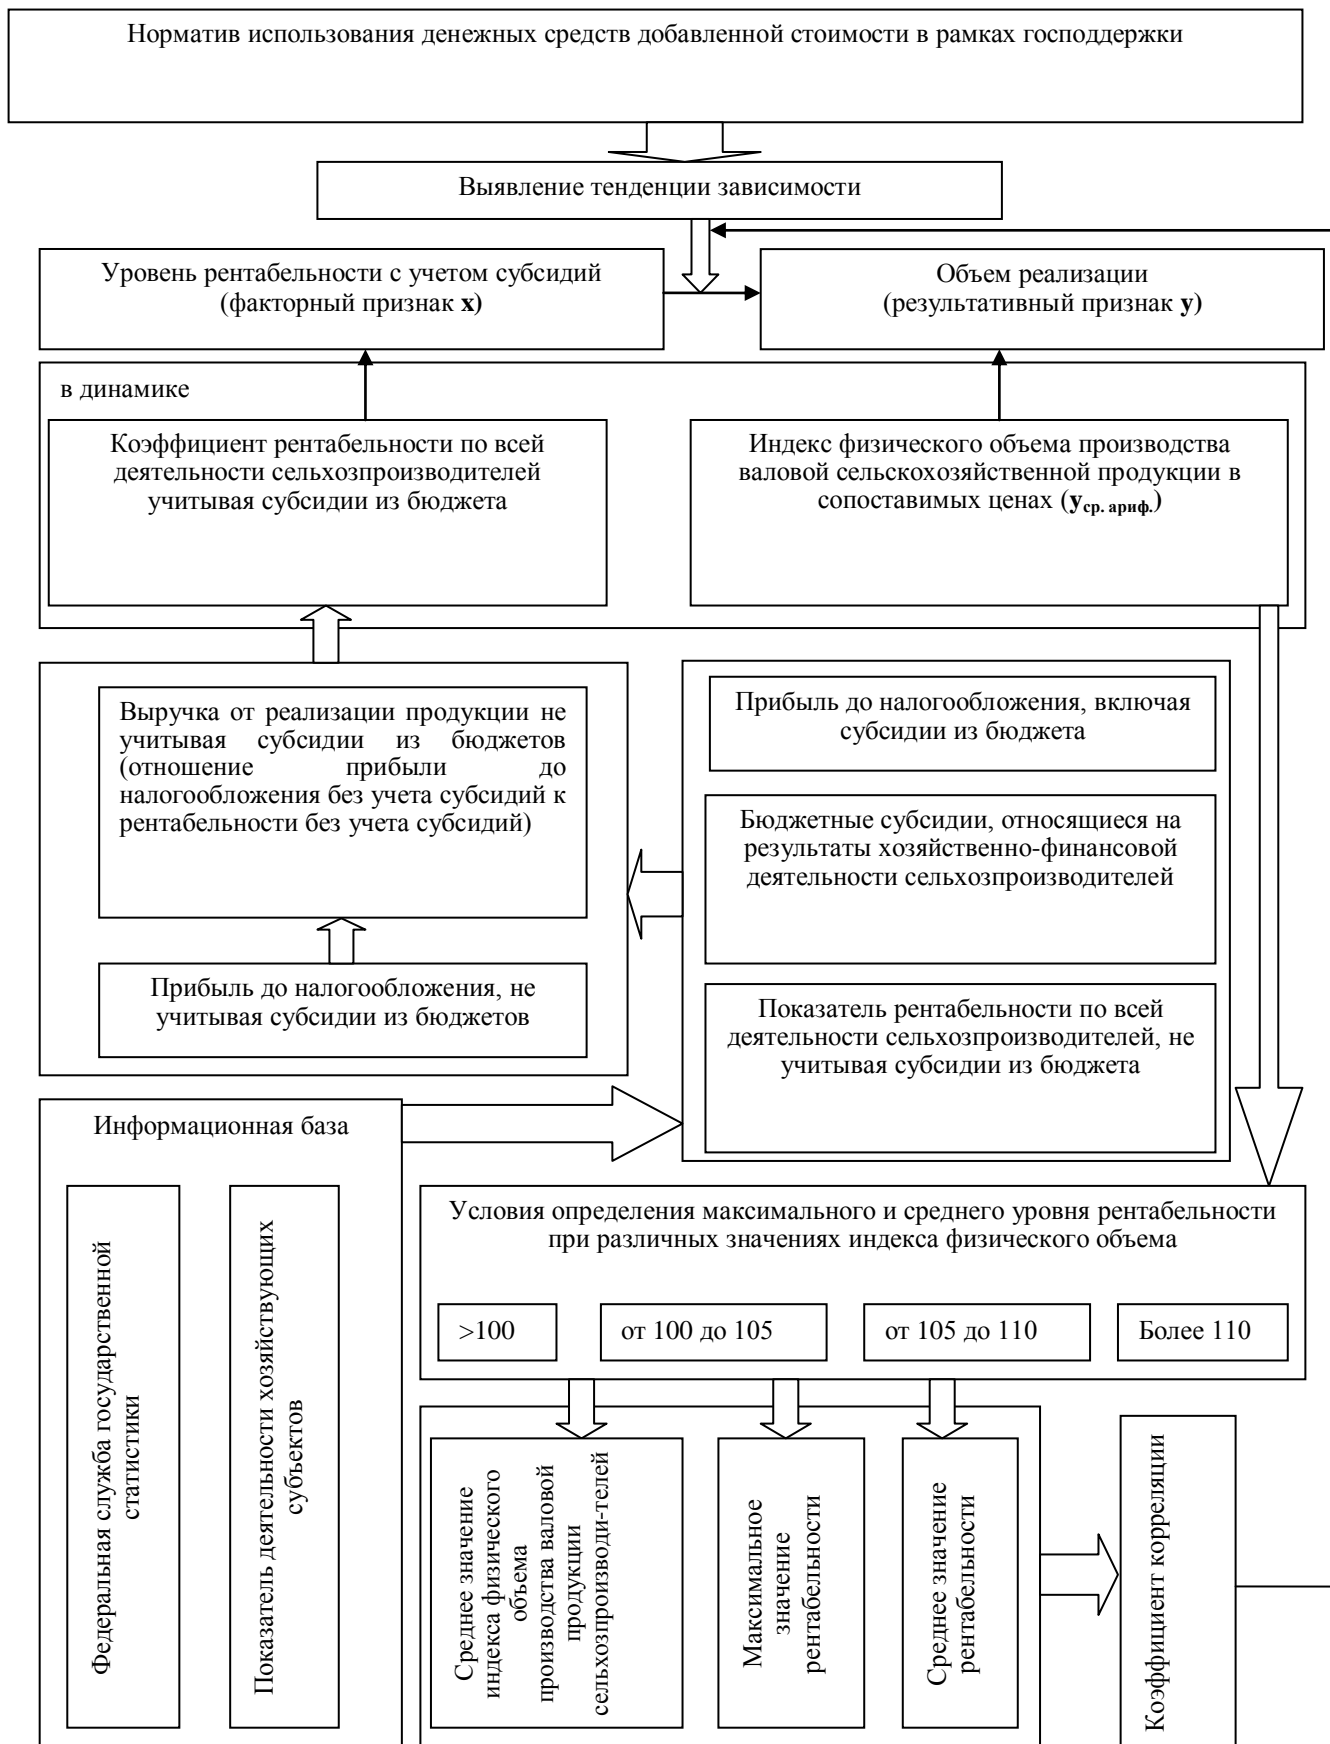 Норматив использования денежных средств добавленной стоимости в рамках господдержки
Выявление тенденции зависимости
Уровень рентабельности с учетом субсидий
(факторный признак x)
Объем реализации
(результативный признак y)
в динамике
Коэффициент рентабельности по всей
деятельности сельхозпроизводителей
учитывая субсидии из бюджета
Индекс физического объема производства
валовой сельскохозяйственной продукции в
сопоставимых ценах (yср. ариф.)
Выручка от реализации продукции не
учитывая субсидии из бюджетов
(отношение прибыли до
налогообложения без учета субсидий к
рентабельности без учета субсидий)
Прибыль до налогообложения, не
учитывая субсидии из бюджетов
Прибыль до налогообложения, включая
субсидии из бюджета
Бюджетные субсидии, относящиеся на
результаты хозяйственно-финансовой
деятельности сельхозпроизводителей
Показатель рентабельности по всей
деятельности сельхозпроизводителей, не
учитывая субсидии из бюджета
Информационная база
Федеральная служба государственной
статистики
Показатель деятельности хозяйствующих
субъектов
Условия определения максимального и среднего уровня рентабельности
при различных значениях индекса физического объема
>100
от 100 до 105
от 105 до 110
Более 110
Среднее значение
индекса физического
объема
производства валовой
продукции
сельхозпроизводи-телей
Максимальное
значение
рентабельности
Среднее значение
рентабельности
Коэффициент корреляции